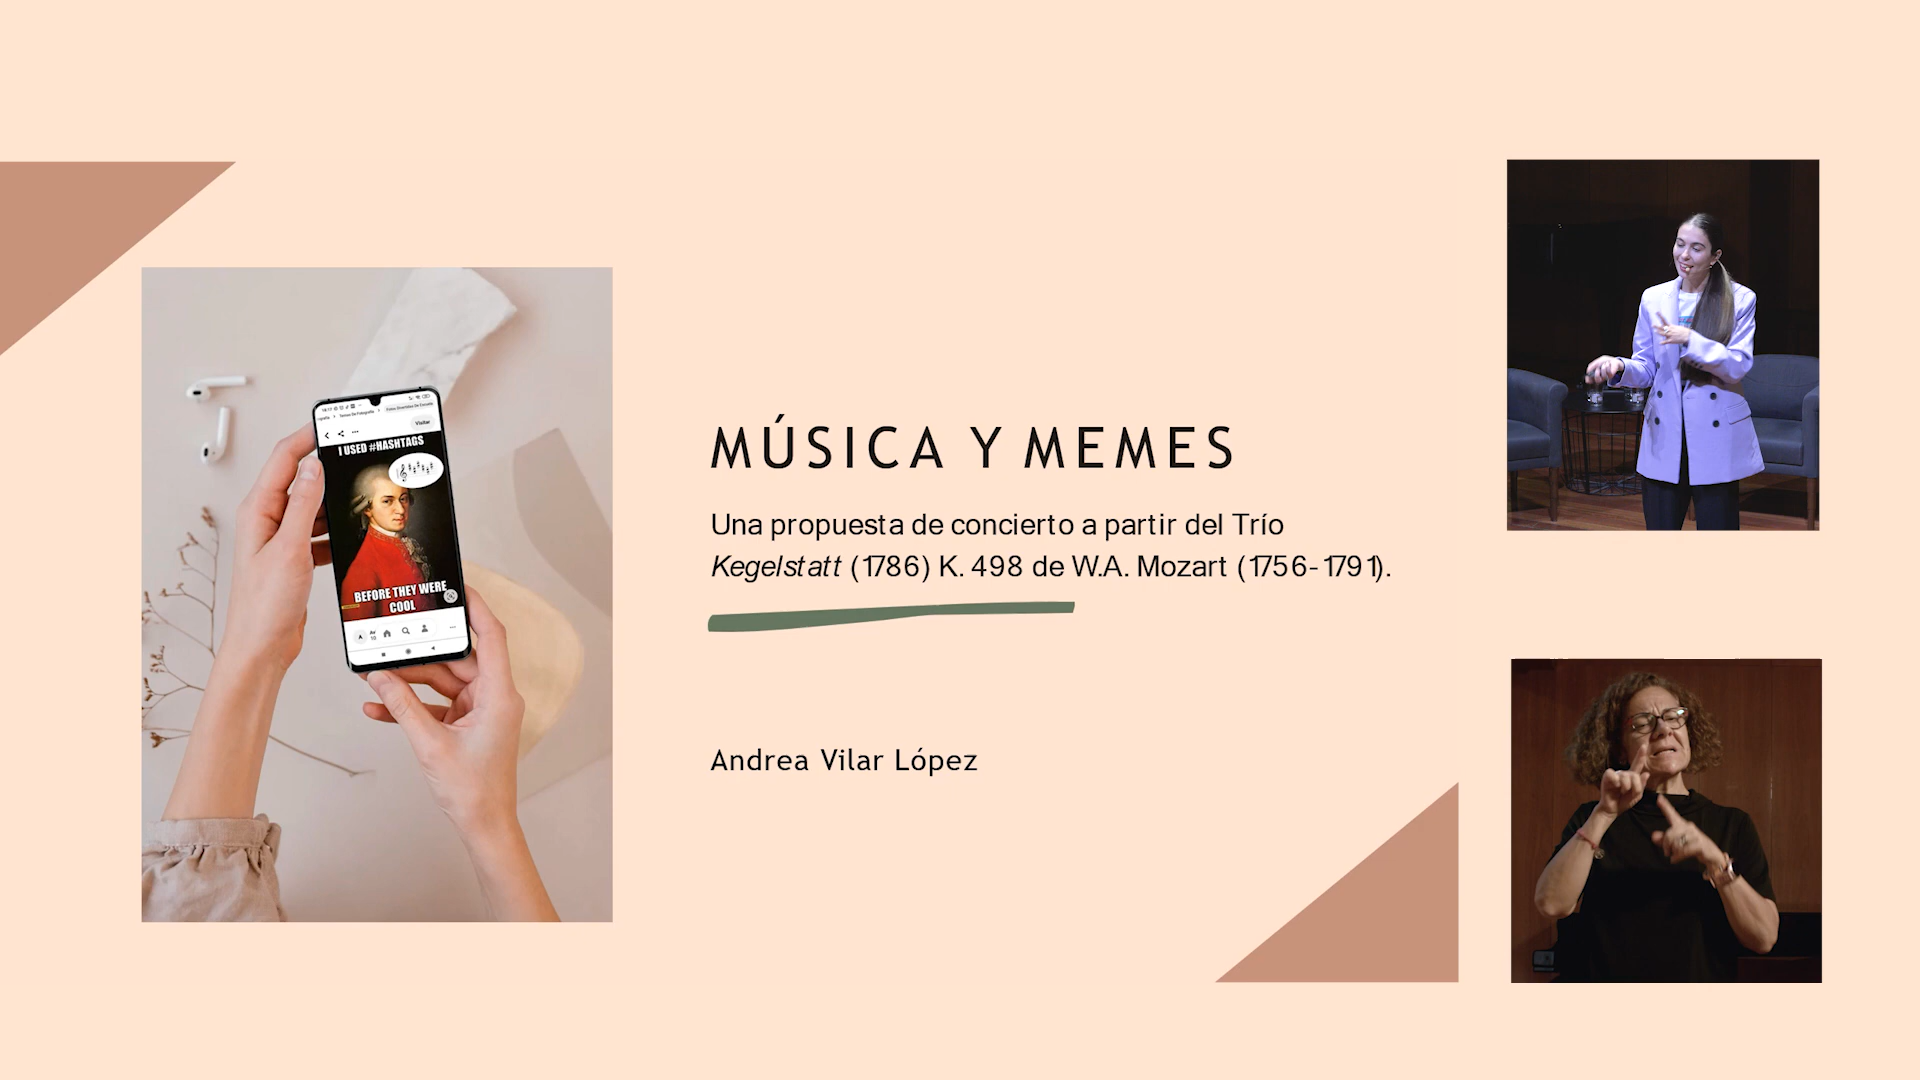 Visitar
I USED #HASHTAGS
BEFORE THEY WERE
COOL
MÚSICA Y MEMES
Una propuesta de concierto a partir del Trío
Kegelstatt (1786) K. 498 de W.A. Mozart (1756-1791).
Andrea Vilar López